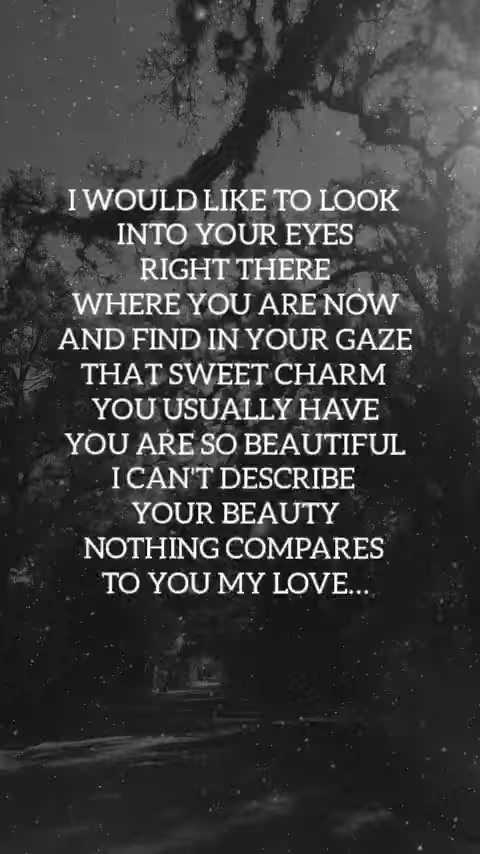 I WOULD LIKE TO LOOK
INTO YOUR EYES
RIGHT THERE
WHERE YOU ARE NOW
AND FIND IN YOUR GAZE
THAT SWEET CHARM
YOU USUALLY HAVE
YOU ARE SO BEAUTIFUL
I CAN'T DESCRIBE
YOUR BEAUTY
NOTHING COMPARES
TO YOU MY LOVE...